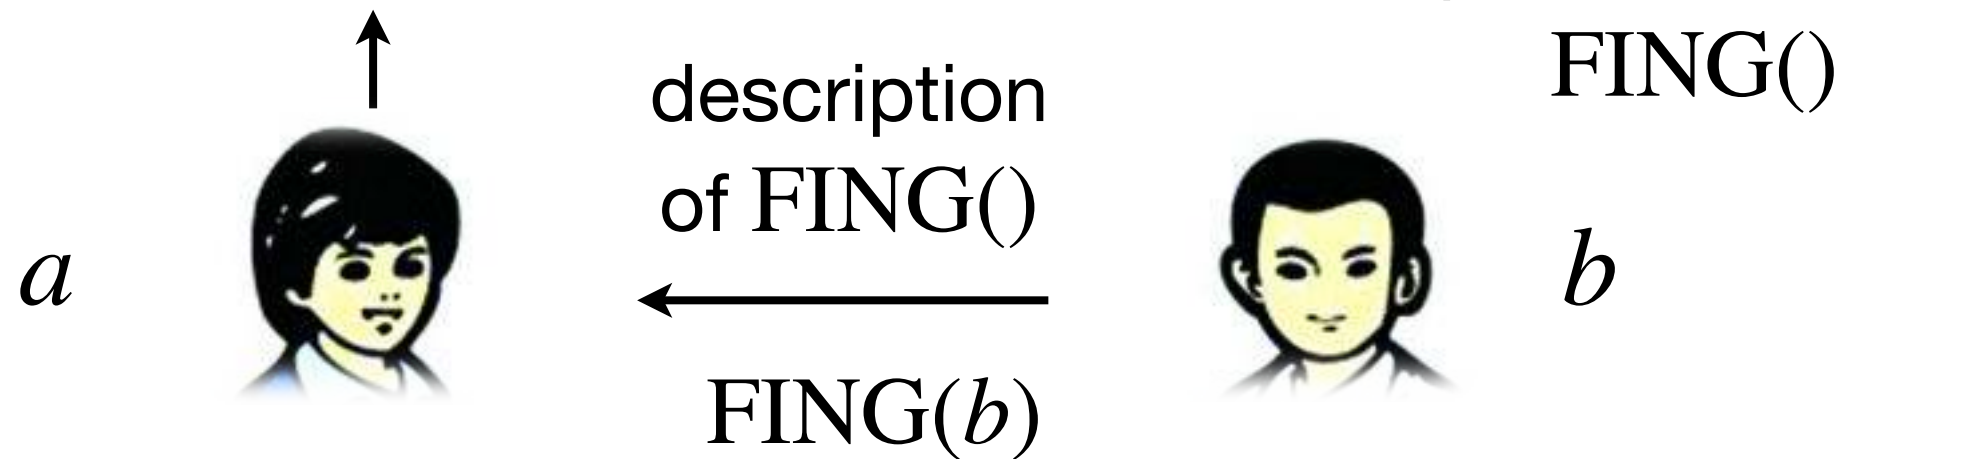 FING()
description
of FING()
a
b
FING(b)